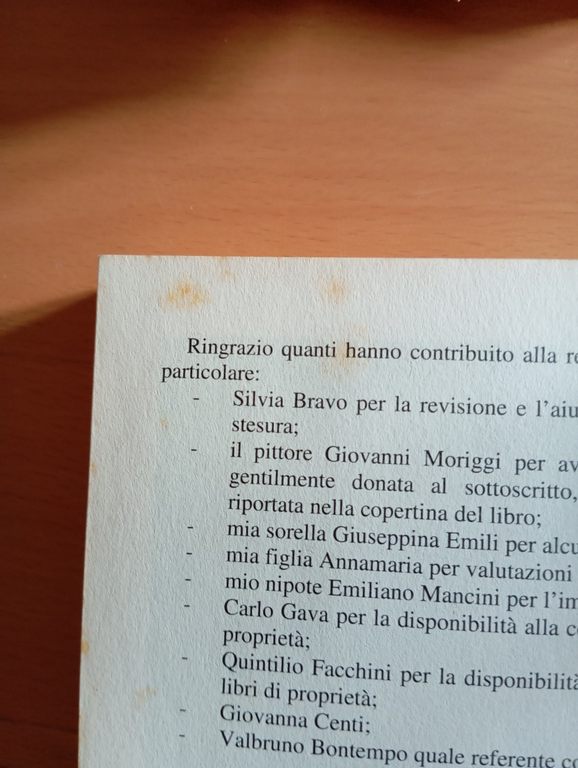 Ringrazio quanti hanno contribuito alla
particolare:
- Silvia Bravo per la revisione e
stesura;
- il pittore Giovanni Moriggi per
gentilmente donata al sottoscritto,
riportata nella copertina del libro;
- mia sorella Giuseppina Emili per
- mia figlia Annamaria per valutazioni
- mio nipote Emiliano Mancini per
- Carlo Gava per la disponibilità alla
proprietà;
- Quintilio Facchini per la disponibilità
libri di proprietà;
- Giovanna Centi;
- Valbruno Bontempo quale referente